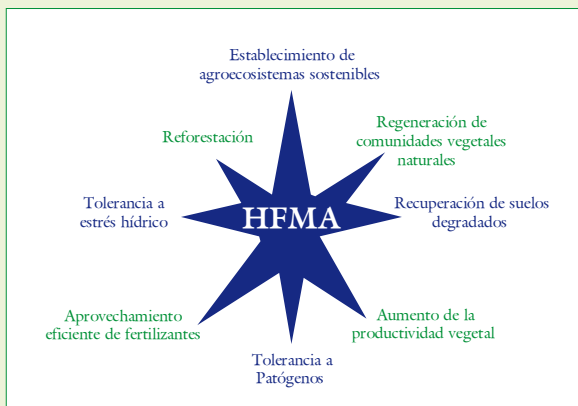 Establecimiento de
agroecosistemas sostenibles
Reforestación
Regeneración de
comunidades vegetales
naturales
Tolerancia a
estrés hídrico
HFMA
Recuperación de suelos
degradados
Aprovechamiento
eficiente de fertilizantes
Aumento de la
productividad vegetal
Tolerancia a
Patógenos